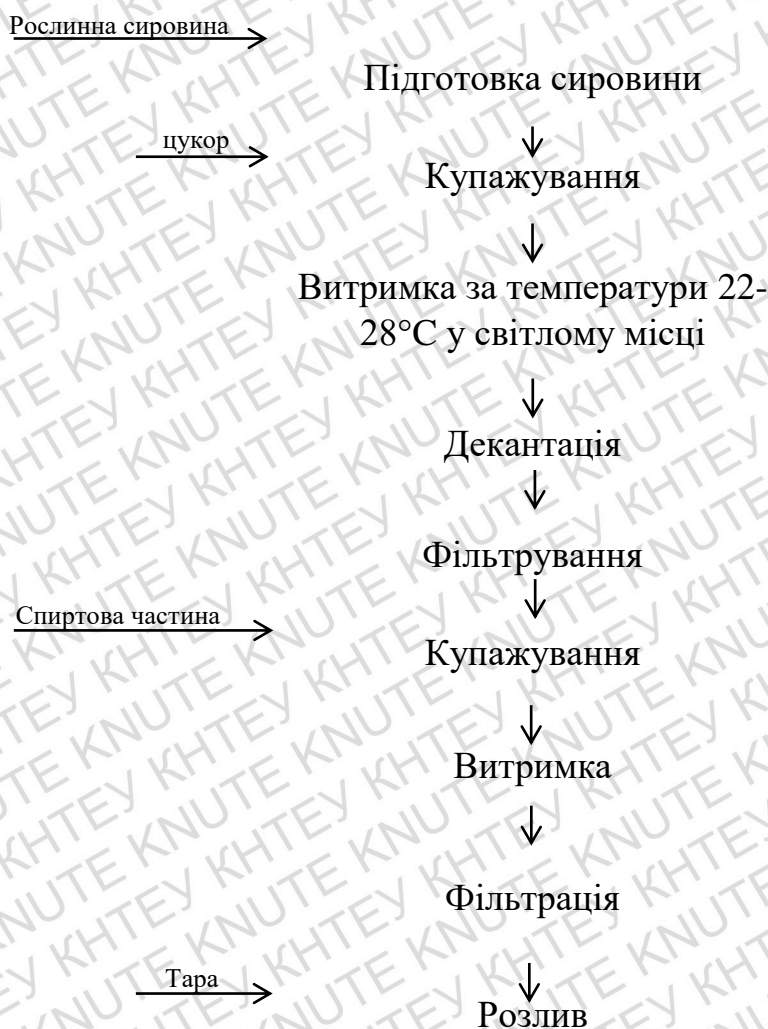 Рослинна сировина
Підготовка сировини
цукор
Купажування
Витримка за температури 22-
28°С у світлому місці
Декантація
Фільтрування
Спиртова частина
Купажування
Витримка
Фільтрація
Тара
Розлив